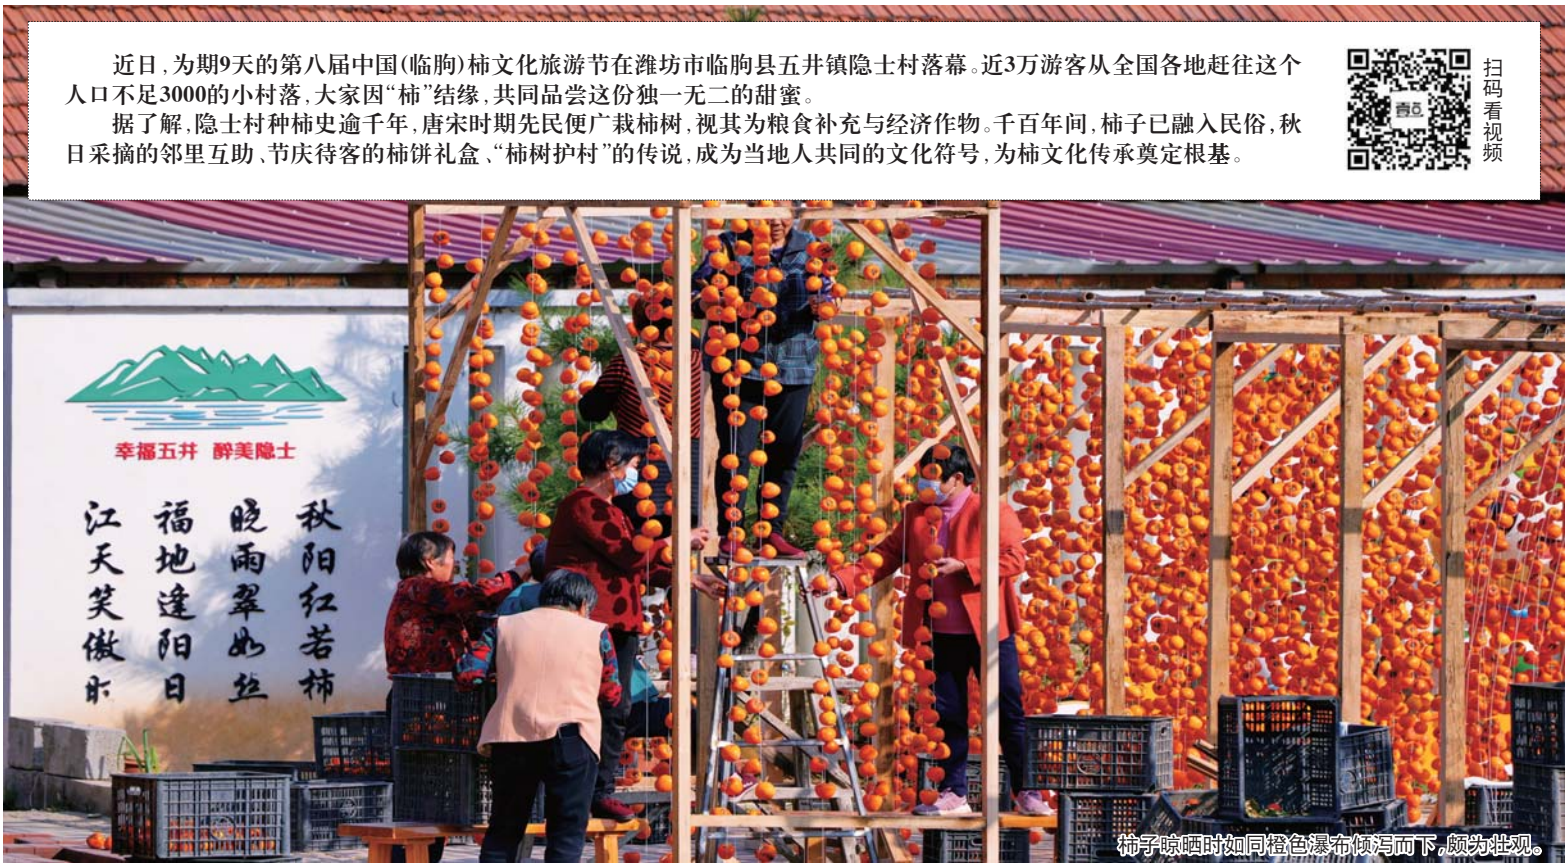 近日，为期9天的第八届中国（临朐）柿文化旅游节在潍坊市临朐县五井镇隐士村落幕。近3万游客从全国各地赶往这个
人口不足3000的小村落，大家因“柿”结缘，共同品尝这份独一无二的甜蜜。
据了解，隐士村种柿史逾千年，唐宋时期先民便广栽柿树，视其为粮食补充与经济作物。千百年间，柿子已融入民俗，秋
日采摘的邻里互助、节庆待客的柿饼礼盒、“柿树护村”的传说，成为当地人共同的文化符号，为柿文化传承奠定根基。
扫码看视频
幸福五井 醉美隐士
秋阳红若柿
晓雨翠如丝
福地逢阳日
江天笑傲时
柿子晾晒时如同橙色瀑布倾泻而下，颇为壮观。